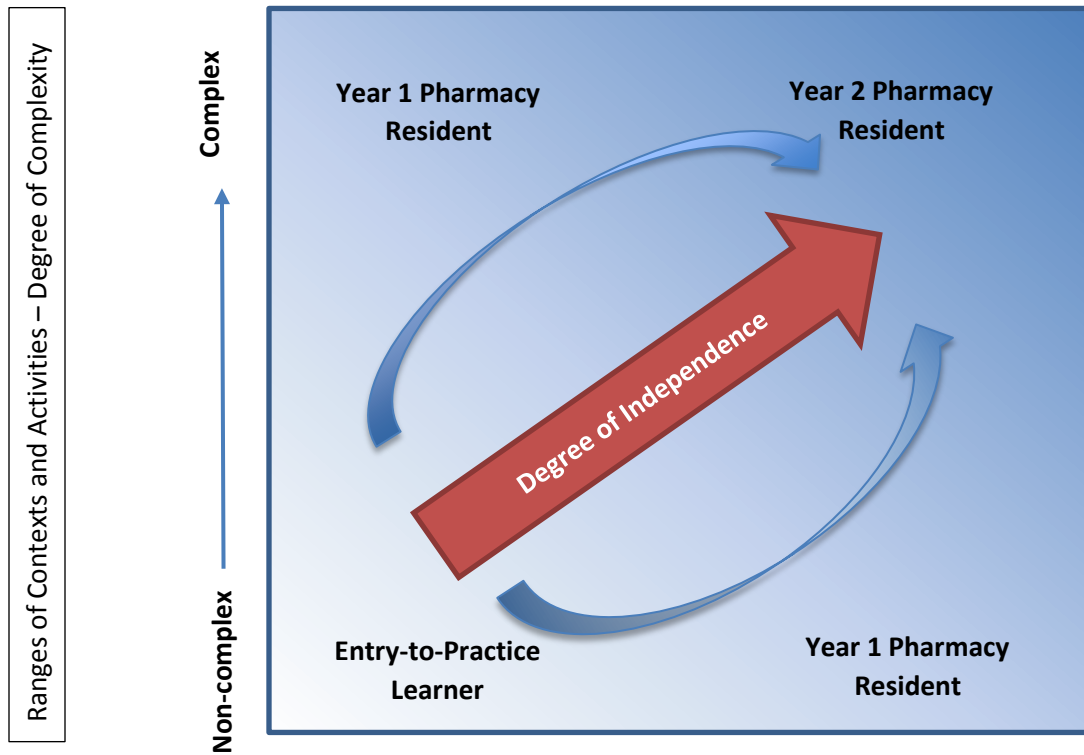 Ranges of Contexts and Activities – Degree of Complexity
Complex
Non-complex
Year 1 Pharmacy
Resident
Year 2 Pharmacy
Resident
Degree of Independence
Entry-to-Practice
Learner
Year 1 Pharmacy
Resident